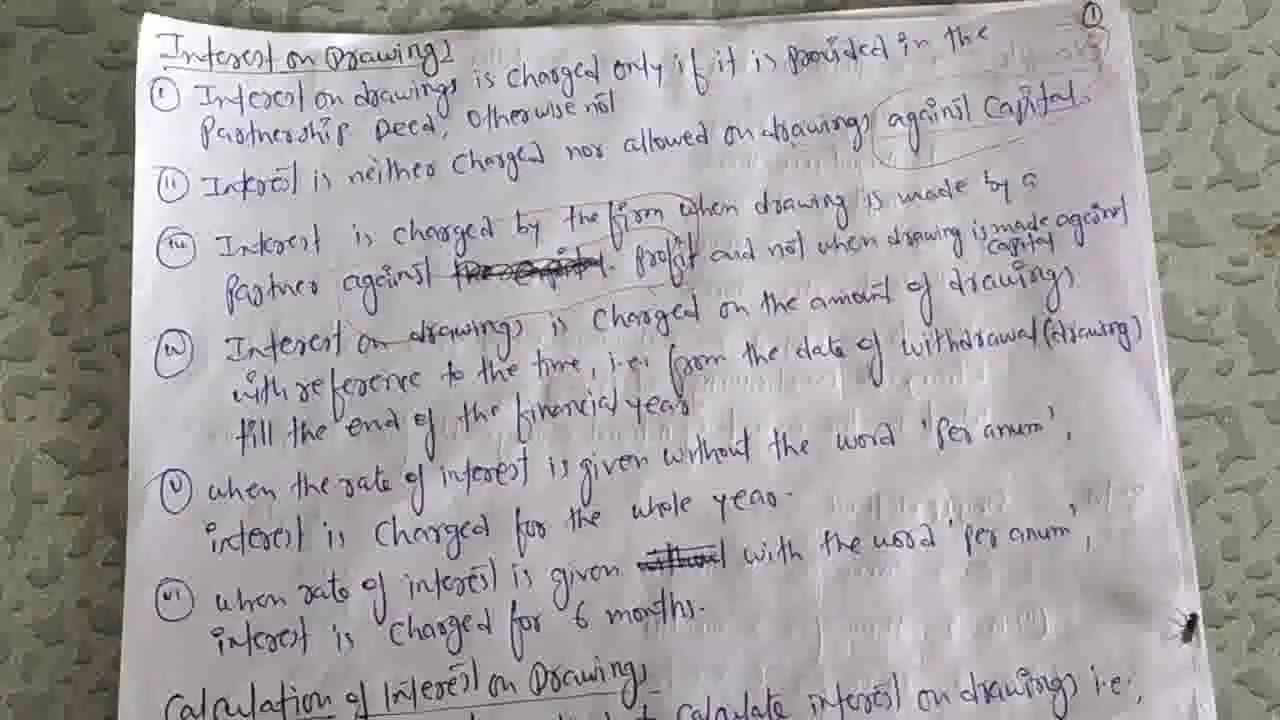 ①
Interest on Drawings
(i) Interest on drawings is charged only if it is provided in the
Partnership Deed, otherwise not
(ii) Interest is neither charged nor allowed on drawings against Capital.
(iii) Interest is charged by the firm when drawing is made by a
Partner against profit and not when drawing is made against
capital
(iv) Interest on drawings is charged on the amount of drawings
with reference to the time, i.e. from the date of withdrawal (drawing)
till the end of the financial year
(v) when the rate of interest is given without the word 'per anum',
interest is charged for the whole year.
(vi) when rate of interest is given with the word 'per anum',
interest is charged for 6 months.
Calculation of Interest on Drawings
calculate interest on drawings i.e.,